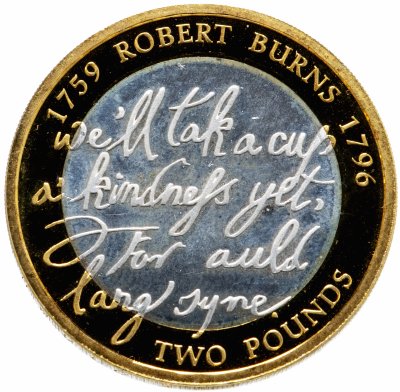 1759 ROBERT BURNS 1796
we'll tak a cup
a' kindness yet,
For auld
lang syne
TWO POUNDS